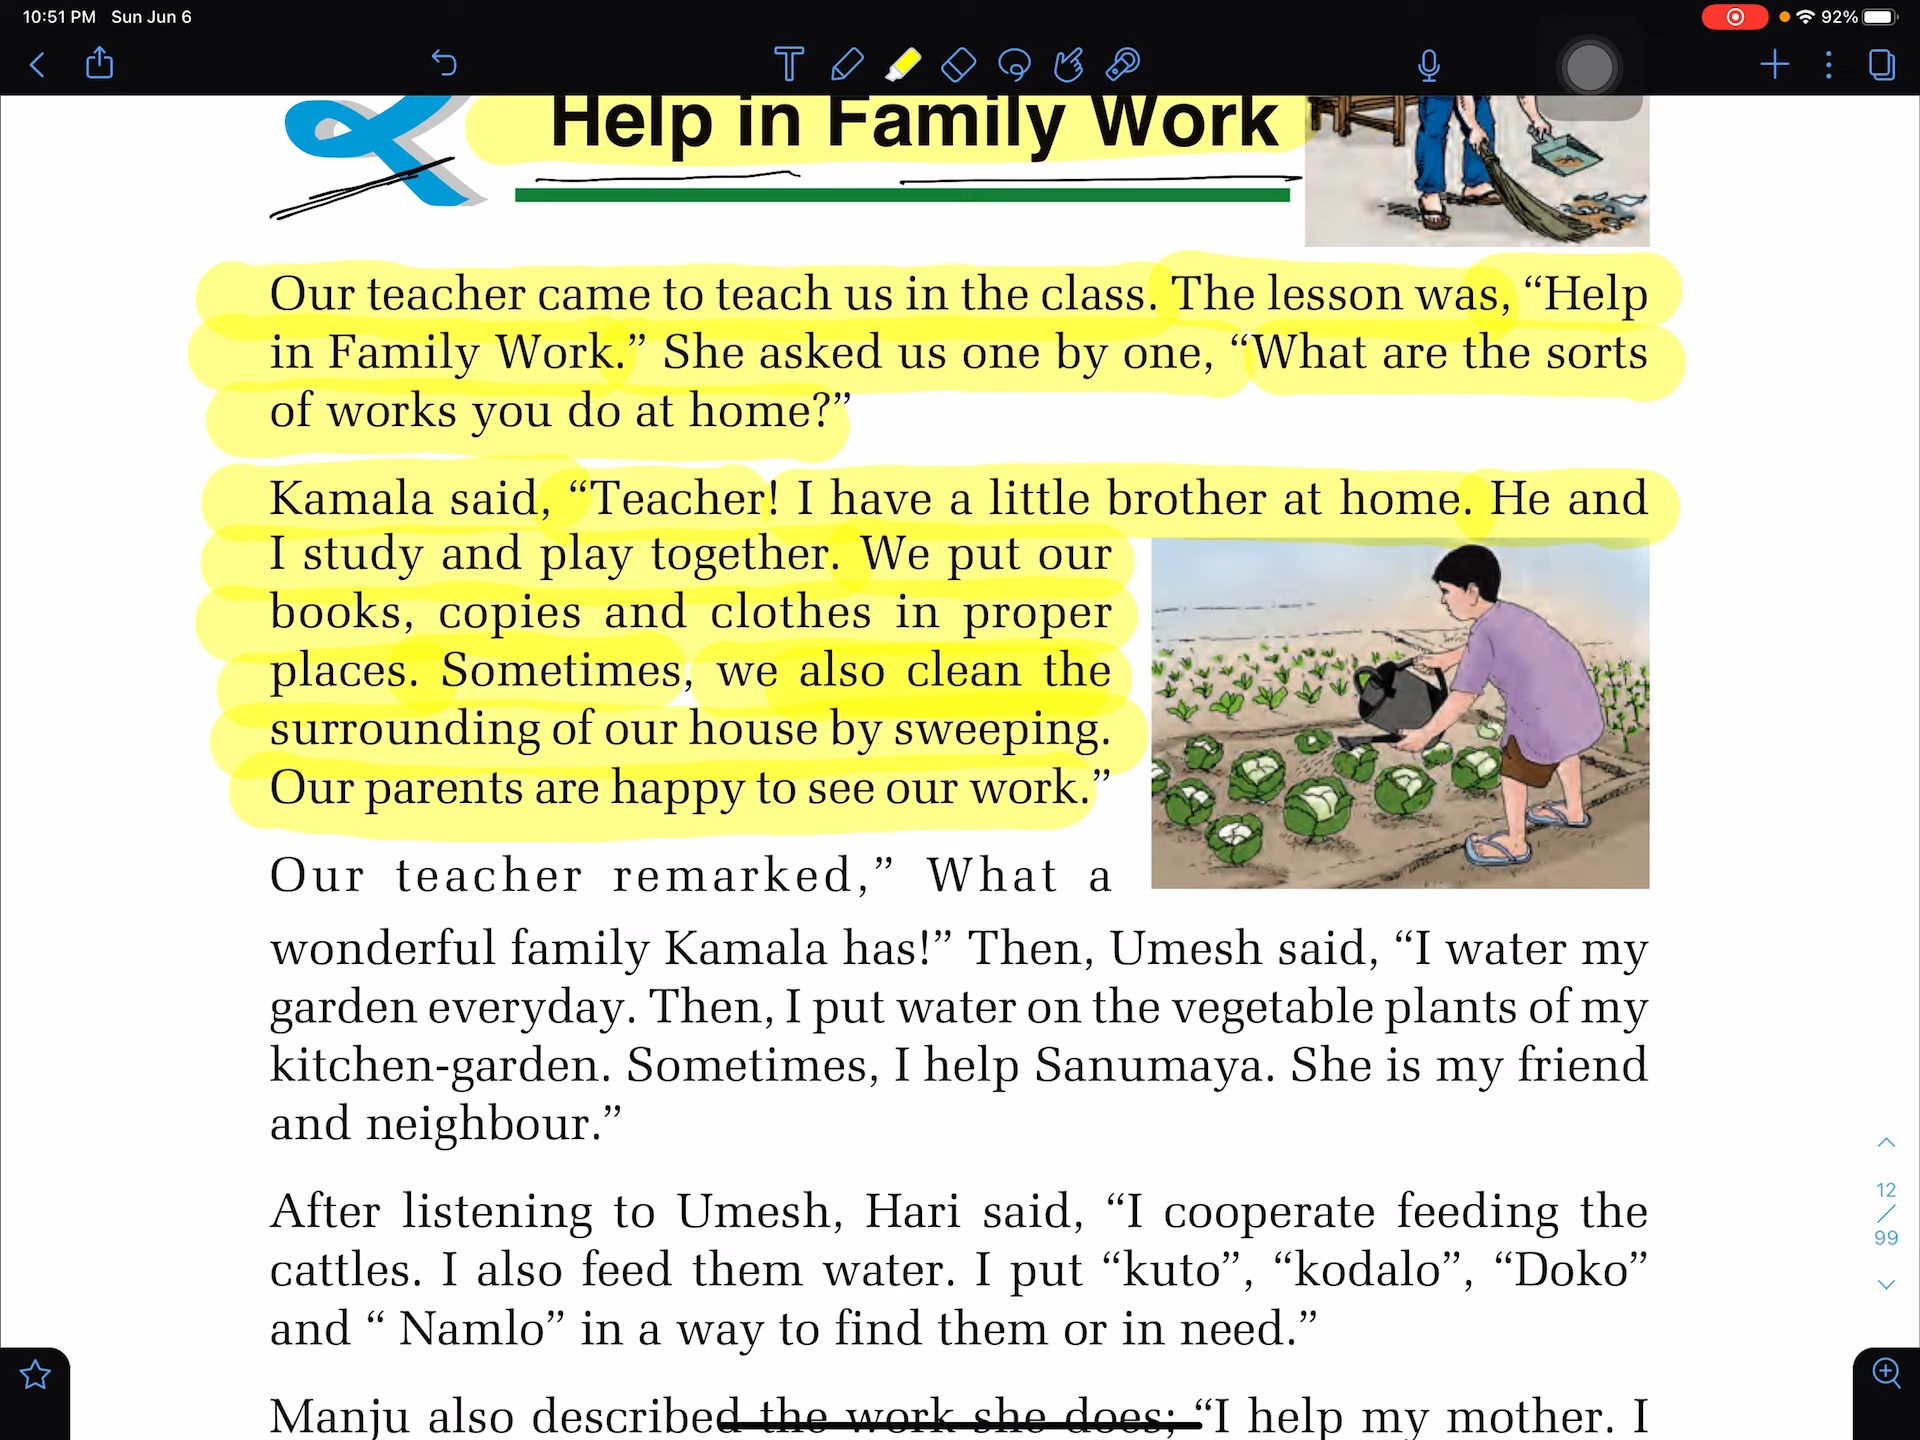 10:51 PM Sun Jun 6
92%
Help in Family Work
Our teacher came to teach us in the class. The lesson was, “Help
in Family Work.” She asked us one by one, “What are the sorts
of works you do at home?”
Kamala said, “Teacher! I have a little brother at home. He and
I study and play together. We put our
books, copies and clothes in proper
places. Sometimes, we also clean the
surrounding of our house by sweeping.
Our parents are happy to see our work.”
Our teacher remarked,” What a
wonderful family Kamala has!” Then, Umesh said, “I water my
garden everyday. Then, I put water on the vegetable plants of my
kitchen-garden. Sometimes, I help Sanumaya. She is my friend
and neighbour.”
After listening to Umesh, Hari said, “I cooperate feeding the
cattles. I also feed them water. I put “kuto”, “kodalo”, “Doko”
and “ Namlo” in a way to find them or in need.”
Manju also described the work she does; “I help my mother. I
12
/
99